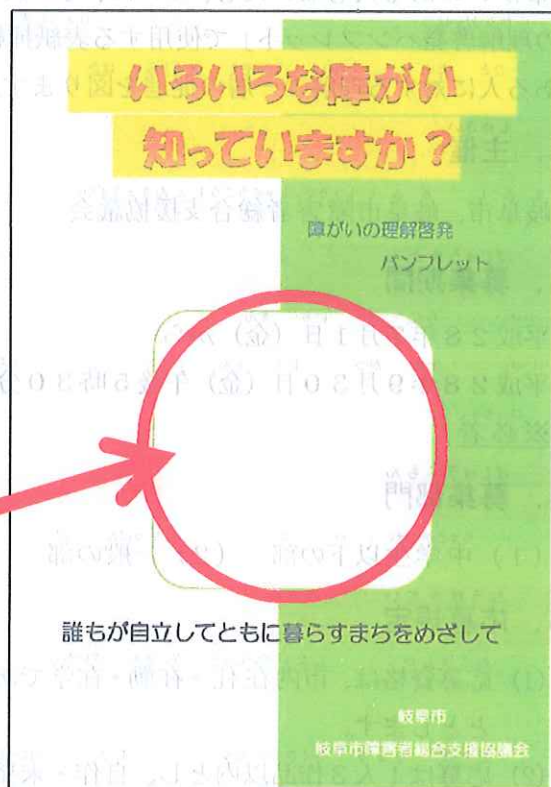 いろいろな障がい
知っていますか？
障がいの理解啓発
パンフレット
誰もが自立してともに暮らすまちをめざして
岐阜市
岐阜市障害者総合支援協議会